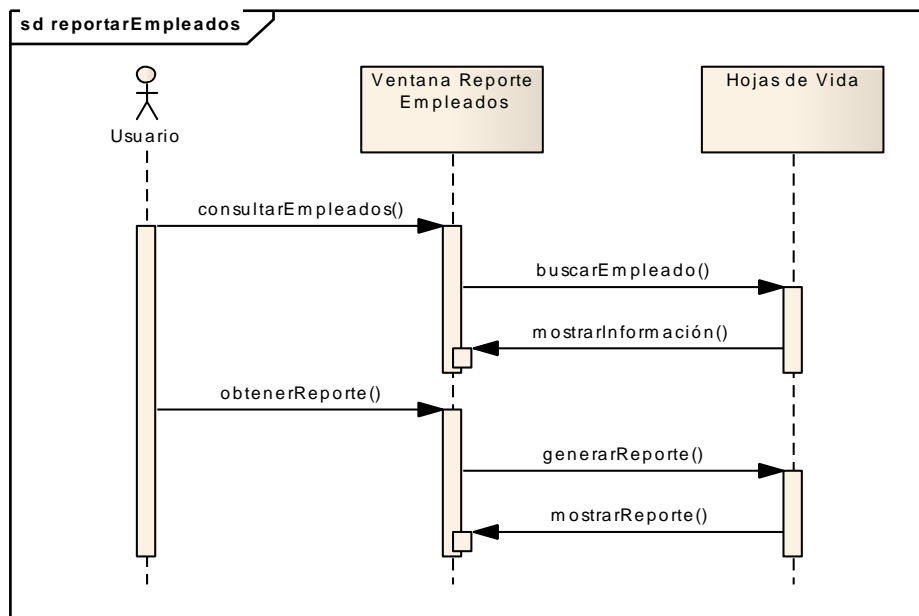 sd reportarEmpleados
Usuario
Ventana Reporte
Empleados
Hojas de Vida
consultarEmpleados()
buscarEmpleado()
mostrarInformación()
obtenerReporte()
generarReporte()
mostrarReporte()